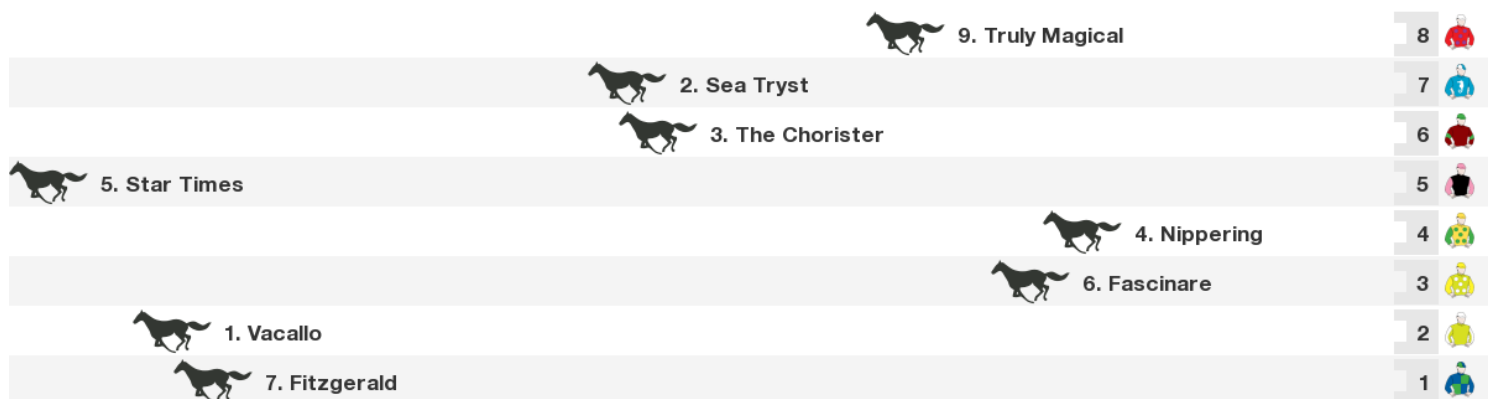 9. Truly Magical 8
2. Sea Tryst 7
3. The Chorister 6
5. Star Times 5
4. Nippering 4
6. Fascinare 3
1. Vacallo 2
7. Fitzgerald 1